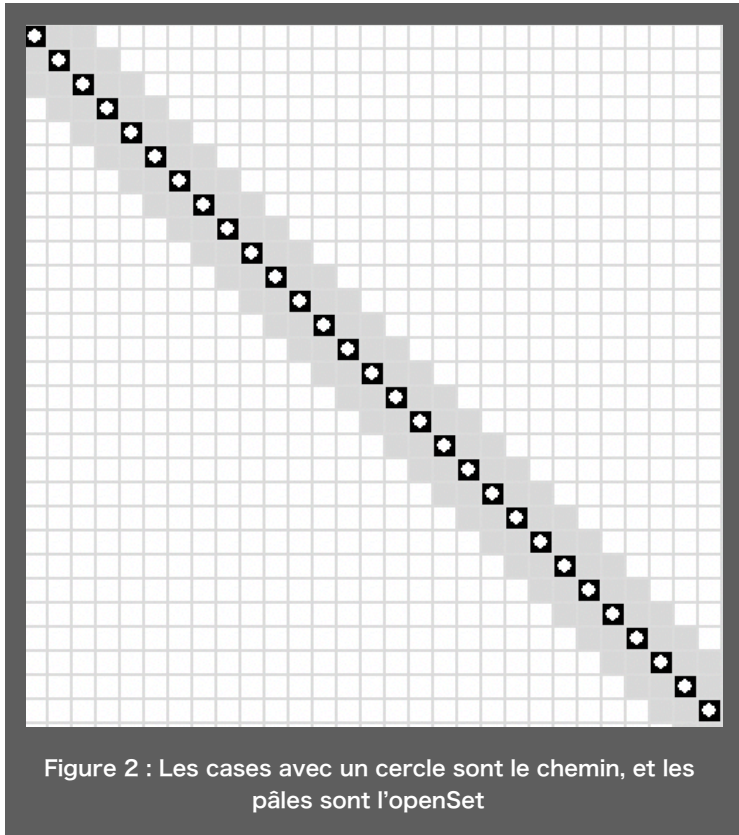 Figure 2 : Les cases avec un cercle sont le chemin, et les
pâles sont l’openSet